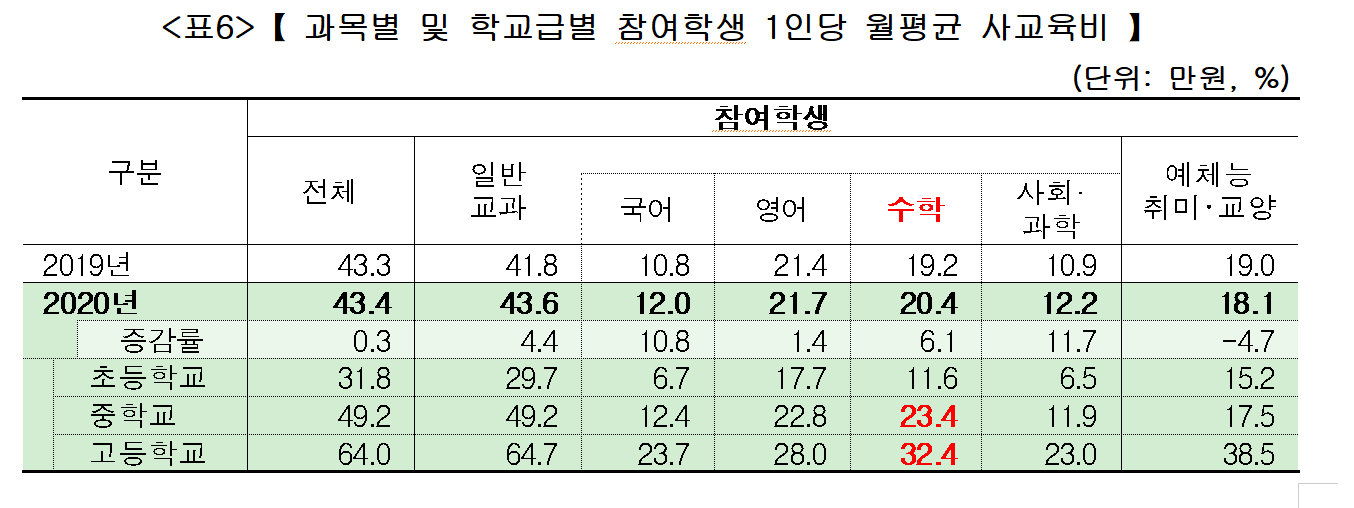 <표6>【 과목별 및 학교급별 참여학생 1인당 월평균 사교육비 】
(단위: 만원, %)
구분 참여학생
전체 일반교과 국어 영어 수학 사회·과학 예체능 취미·교양
2019년 43.3 41.8 10.8 21.4 19.2 10.9 19.0
2020년 43.4 43.6 12.0 21.7 20.4 12.2 18.1
증감률 0.3 4.4 10.8 1.4 6.1 11.7 -4.7
초등학교 31.8 29.7 6.7 17.7 11.6 6.5 15.2
중학교 49.2 49.2 12.4 22.8 23.4 11.9 17.5
고등학교 64.0 64.7 23.7 28.0 32.4 23.0 38.5